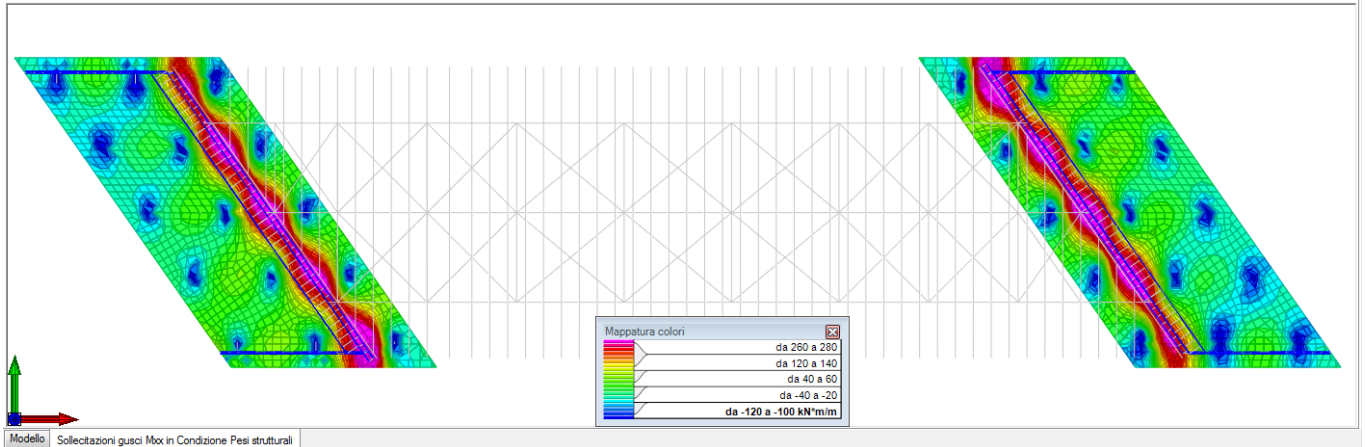 Mappatura colori
da 260 a 280
da 120 a 140
da 40 a 60
da -40 a -20
da -120 a -100 kN*m/m
Modello Sollecitazioni gusci Mxx in Condizione Pesi strutturali